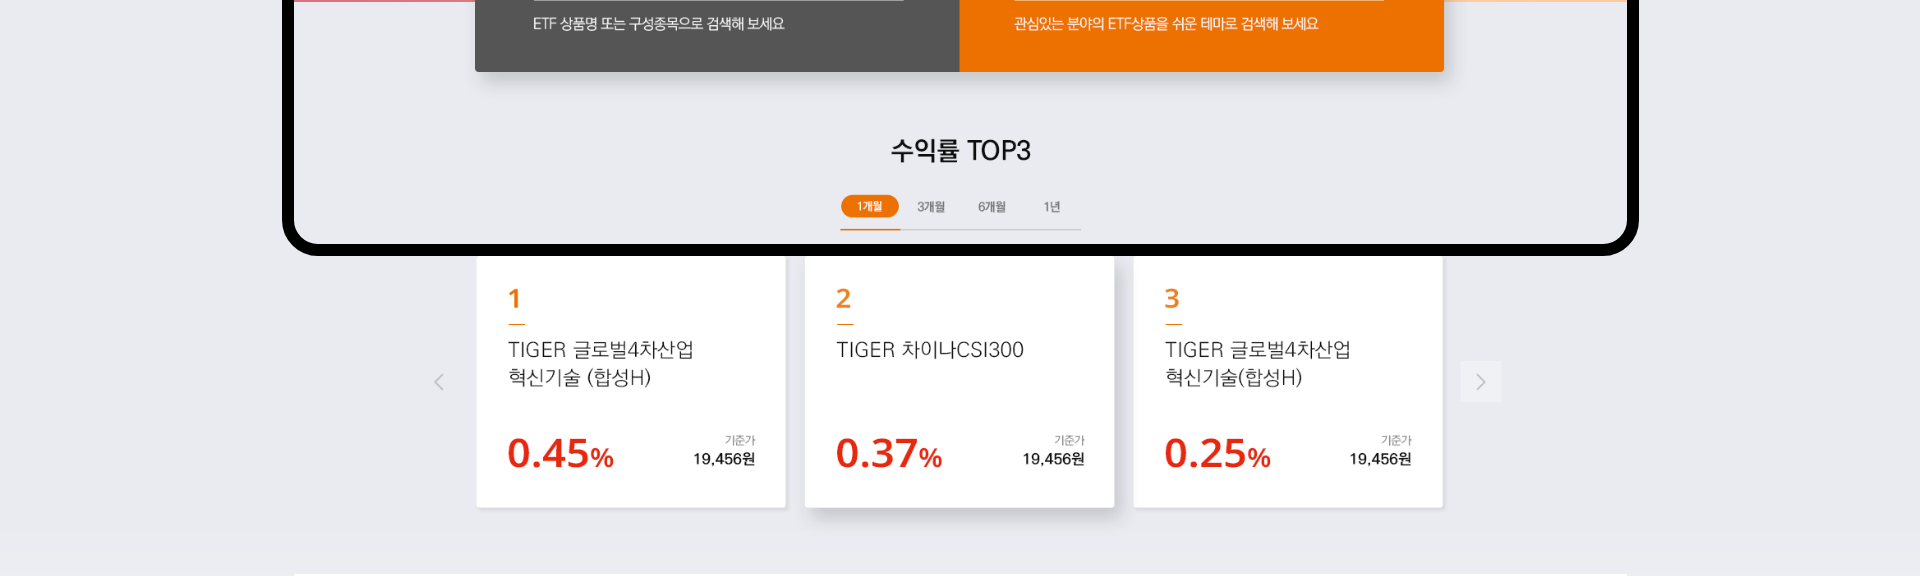 ETF 상품명 또는 구성종목으로 검색해 보세요
관심있는 분야의 ETF상품을 쉬운 테마로 검색해 보세요
수익률 TOP3
1개월 3개월 6개월 1년
1
TIGER 글로벌4차산업
혁신기술 (합성H)
0.45%
기준가
19,456원
2
TIGER 차이나CSI300
0.37%
기준가
19,456원
3
TIGER 글로벌4차산업
혁신기술(합성H)
0.25%
기준가
19,456원